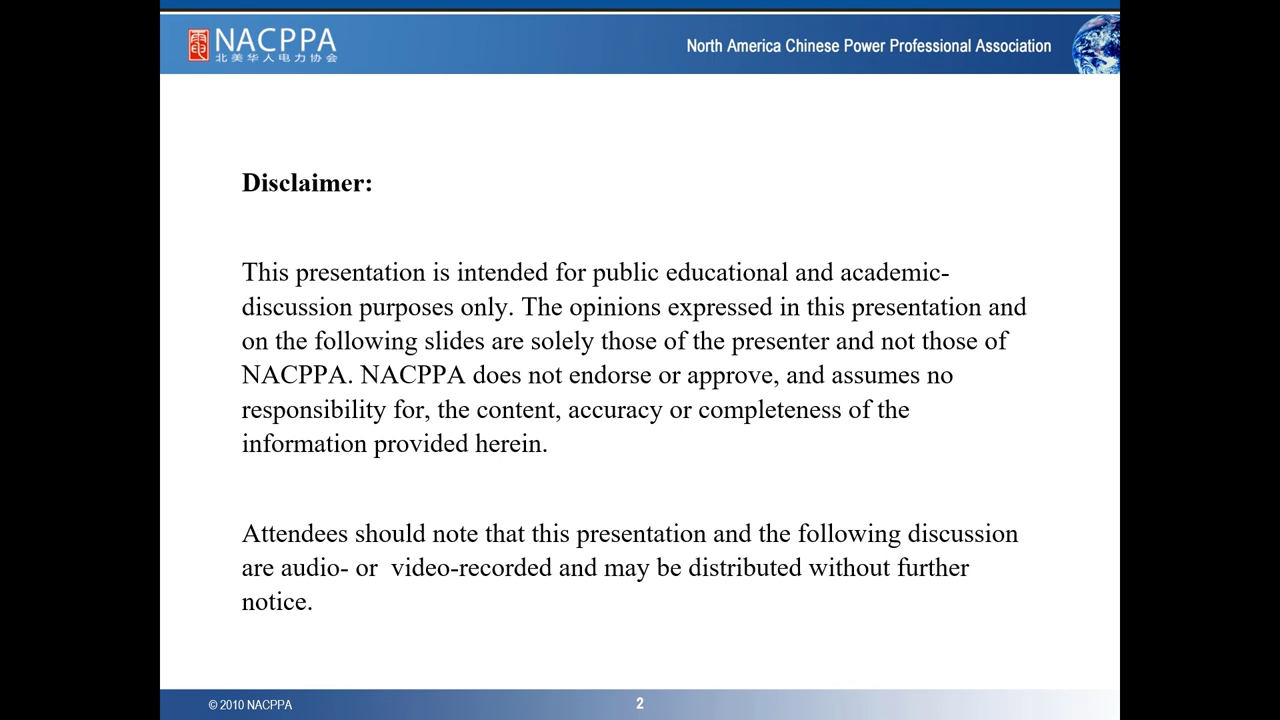 電
NACPPA
北美华人电力协会
North America Chinese Power Professional Association
Disclaimer:
This presentation is intended for public educational and academic-
discussion purposes only. The opinions expressed in this presentation and
on the following slides are solely those of the presenter and not those of
NACPPA. NACPPA does not endorse or approve, and assumes no
responsibility for, the content, accuracy or completeness of the
information provided herein.
Attendees should note that this presentation and the following discussion
are audio- or  video-recorded and may be distributed without further
notice.
© 2010 NACPPA
2